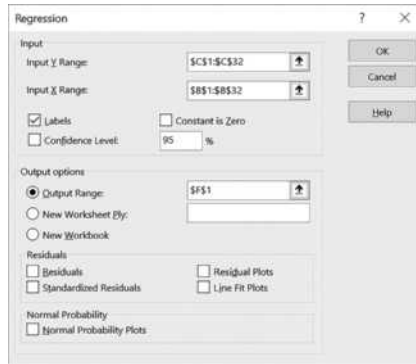 Regression
? ×
Input
Input Y Range: $C$1:$C$32
OK
Cancel
Input X Range: $B$1:$B$32
Help
Labels Constant is Zero
Confidence Level: 95 %
Output options
Output Range: $F$1
New Worksheet Ply:
New Workbook
Residuals
Residuals Residual Plots
Standardized Residuals Line Fit Plots
Normal Probability
Normal Probability Plots